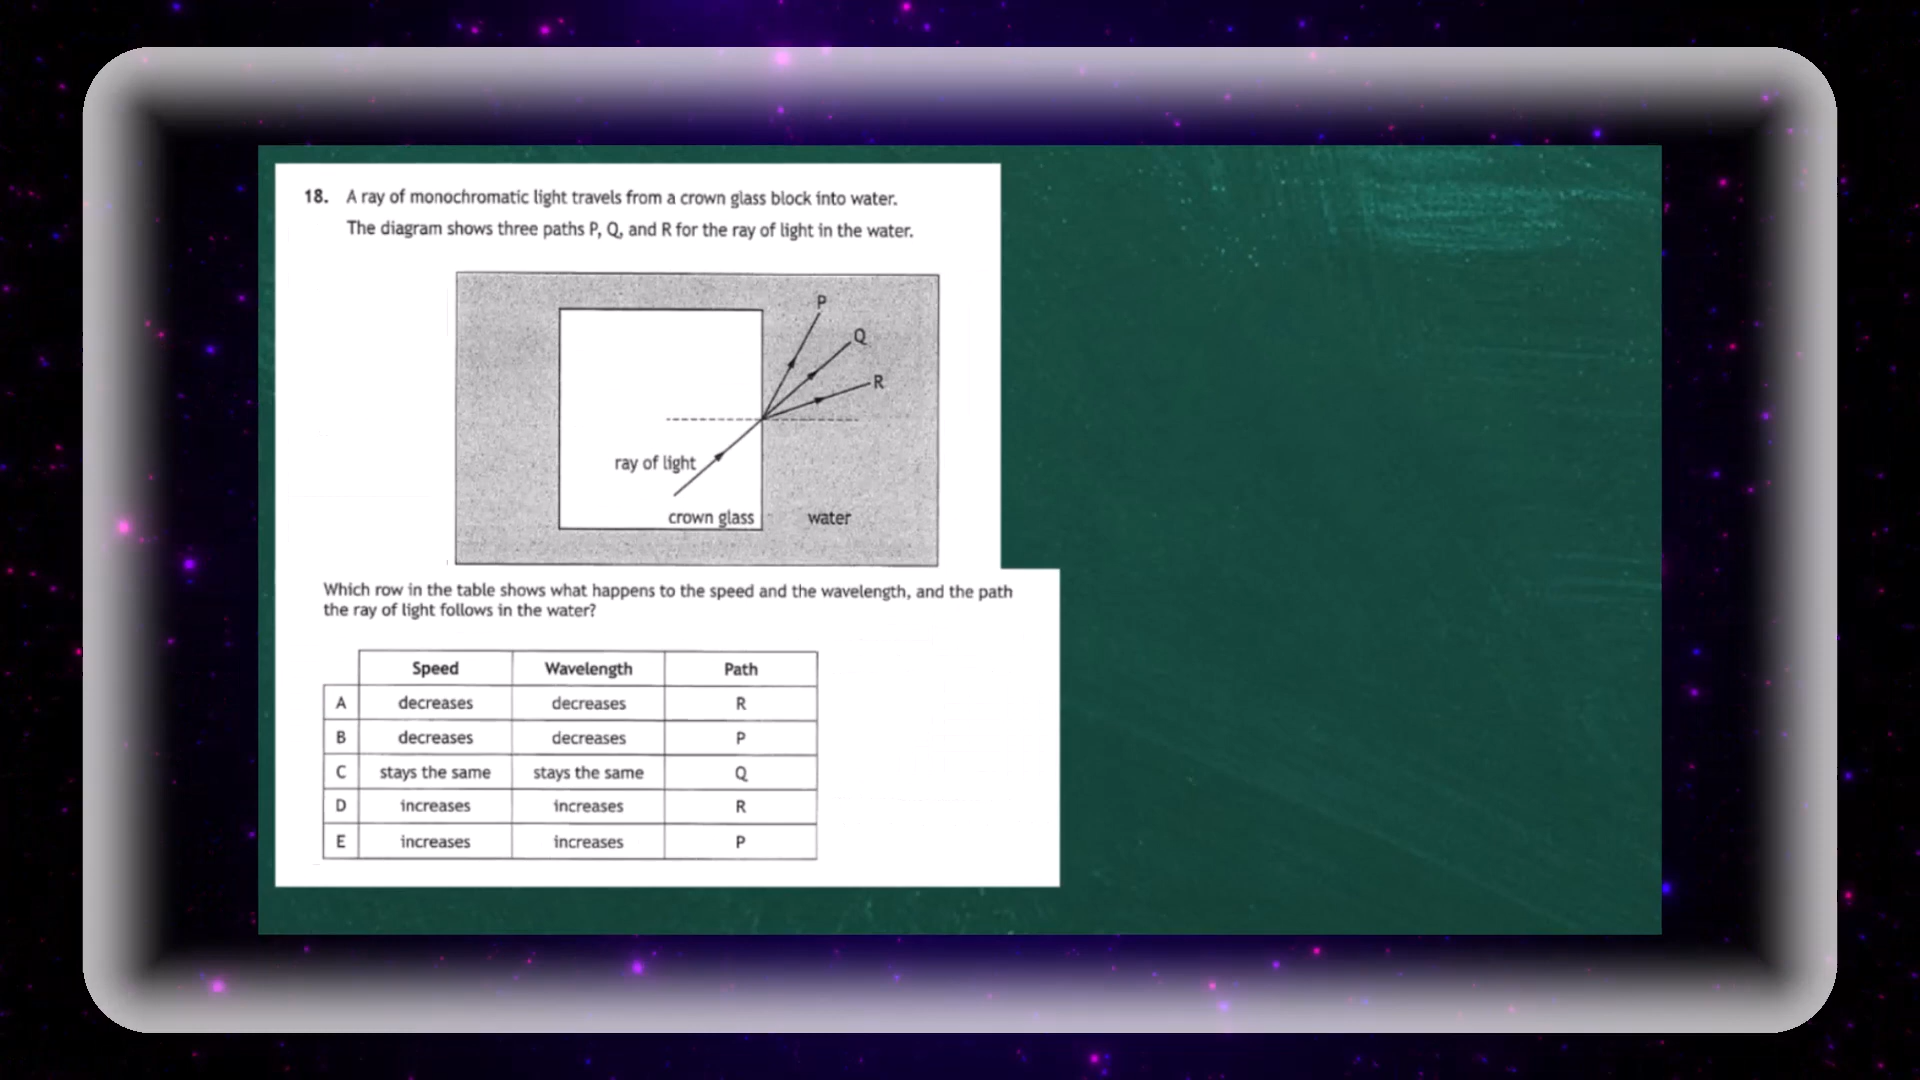 18. A ray of monochromatic light travels from a crown glass block into water.
The diagram shows three paths P, Q, and R for the ray of light in the water.
P
Q
R
ray of light
crown glass
water
Which row in the table shows what happens to the speed and the wavelength, and the path
the ray of light follows in the water?
Speed Wavelength Path
A decreases decreases R
B decreases decreases P
C stays the same stays the same Q
D increases increases R
E increases increases P